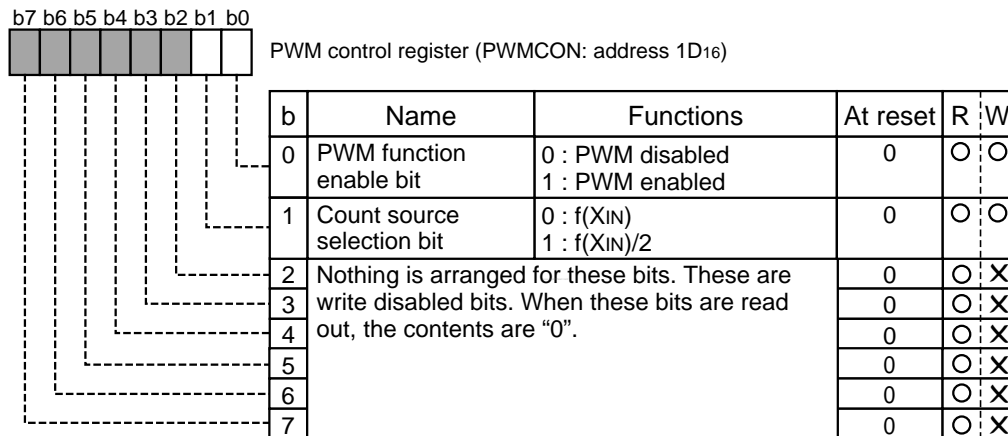 b7 b6 b5 b4 b3 b2 b1 b0
PWM control register (PWMCON: address 1D16)
b Name Functions At reset R W
0 PWM function 0 : PWM disabled 0 O O
enable bit 1 : PWM enabled
1 Count source 0 : f(XIN) 0 O O
selection bit 1 : f(XIN)/2
2 Nothing is arranged for these bits. These are 0 O X
3 write disabled bits. When these bits are read 0 O X
4 out, the contents are “0”. 0 O X
5 0 O X
6 0 O X
7 0 O X